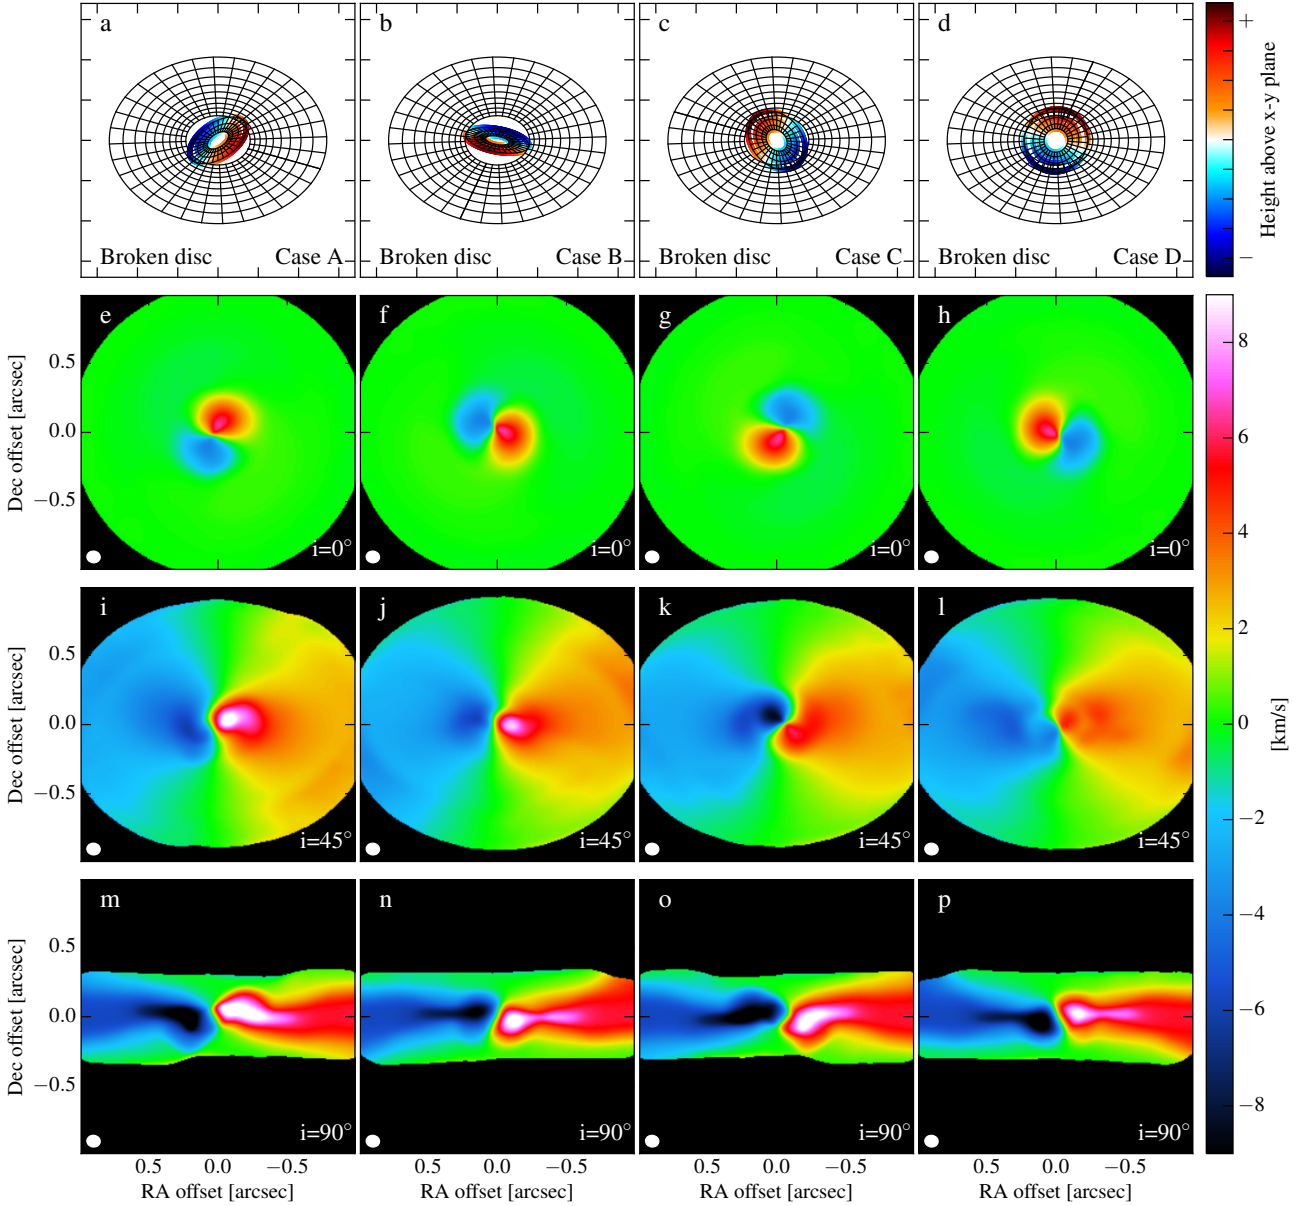 a
b
c
d
Broken disc Case A
Broken disc Case B
Broken disc Case C
Broken disc Case D
+
−
Height above x-y plane
e
f
g
h
i=0°
i=0°
i=0°
i=0°
0.5
0.0
−0.5
Dec offset [arcsec]
i
j
k
l
i=45°
i=45°
i=45°
i=45°
0.5
0.0
−0.5
Dec offset [arcsec]
m
n
o
p
i=90°
i=90°
i=90°
i=90°
0.5
0.0
−0.5
Dec offset [arcsec]
0.5 0.0 −0.5
0.5 0.0 −0.5
0.5 0.0 −0.5
0.5 0.0 −0.5
RA offset [arcsec]
RA offset [arcsec]
RA offset [arcsec]
RA offset [arcsec]
8
6
4
2
0
−2
−4
−6
−8
[km/s]